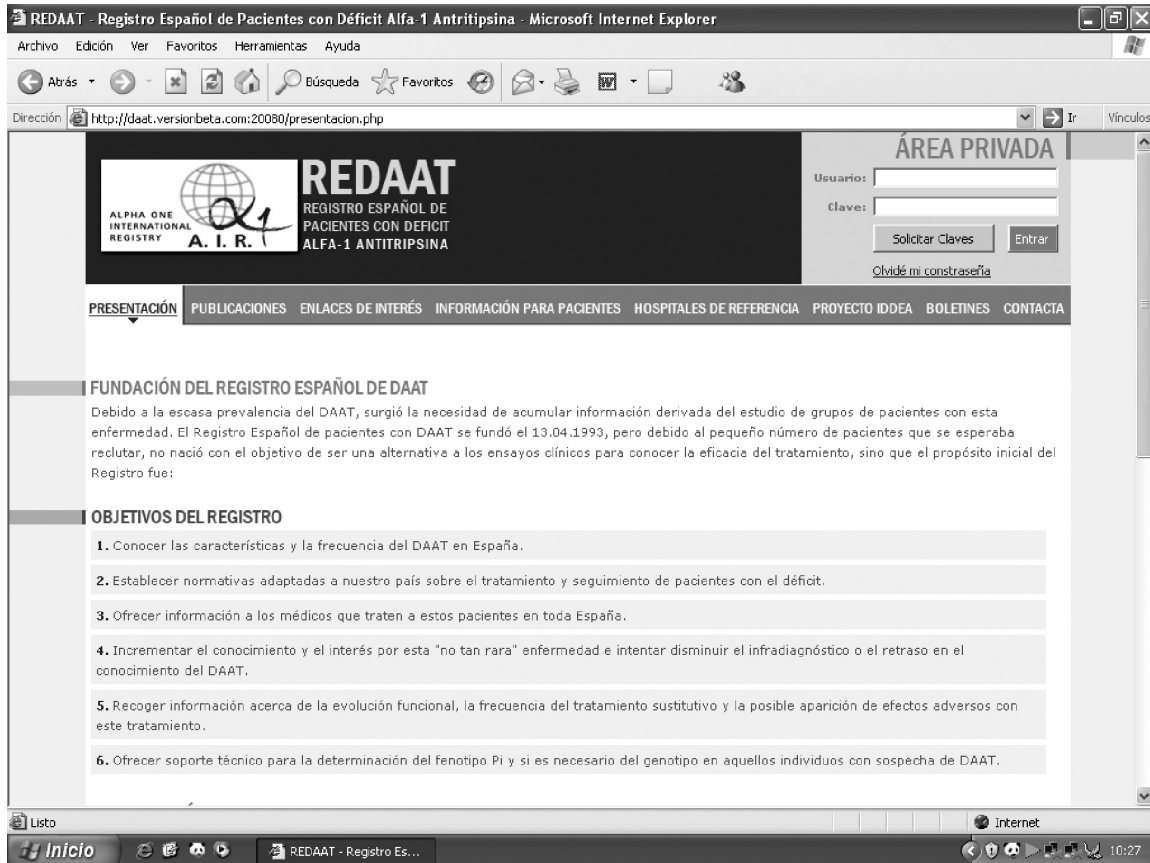 REDAAT - Registro Español de Pacientes con Déficit Alfa-1 Antitripsina - Microsoft Internet Explorer
Archivo Edición Ver Favoritos Herramientas Ayuda
Atrás Búsqueda Favoritos
Dirección http://daat.versionbeta.com:20080/presentacion.php Ir Vínculos
ALPHA ONE
INTERNATIONAL
REGISTRY A. I. R.
α1
REDAAT
REGISTRO ESPAÑOL DE
PACIENTES CON DEFICIT
ALFA-1 ANTITRIPSINA
ÁREA PRIVADA
Usuario:
Clave:
Solicitar Claves Entrar
Olvidé mi constraseña
PRESENTACIÓN PUBLICACIONES ENLACES DE INTERÉS INFORMACIÓN PARA PACIENTES HOSPITALES DE REFERENCIA PROYECTO IDDEA BOLETINES CONTACTA
FUNDACIÓN DEL REGISTRO ESPAÑOL DE DAAT
Debido a la escasa prevalencia del DAAT, surgió la necesidad de acumular información derivada del estudio de grupos de pacientes con esta
enfermedad. El Registro Español de pacientes con DAAT se fundó el 13.04.1993, pero debido al pequeño número de pacientes que se esperaba
reclutar, no nació con el objetivo de ser una alternativa a los ensayos clínicos para conocer la eficacia del tratamiento, sino que el propósito inicial del
Registro fue:
OBJETIVOS DEL REGISTRO
1. Conocer las características y la frecuencia del DAAT en España.
2. Establecer normativas adaptadas a nuestro país sobre el tratamiento y seguimiento de pacientes con el déficit.
3. Ofrecer información a los médicos que traten a estos pacientes en toda España.
4. Incrementar el conocimiento y el interés por esta "no tan rara" enfermedad e intentar disminuir el infradiagnóstico o el retraso en el
conocimiento del DAAT.
5. Recoger información acerca de la evolución funcional, la frecuencia del tratamiento sustitutivo y la posible aparición de efectos adversos con
este tratamiento.
6. Ofrecer soporte técnico para la determinación del fenotipo Pi y si es necesario del genotipo en aquellos individuos con sospecha de DAAT.
Listo Internet
Inicio REDAAT - Registro Es... 10:27